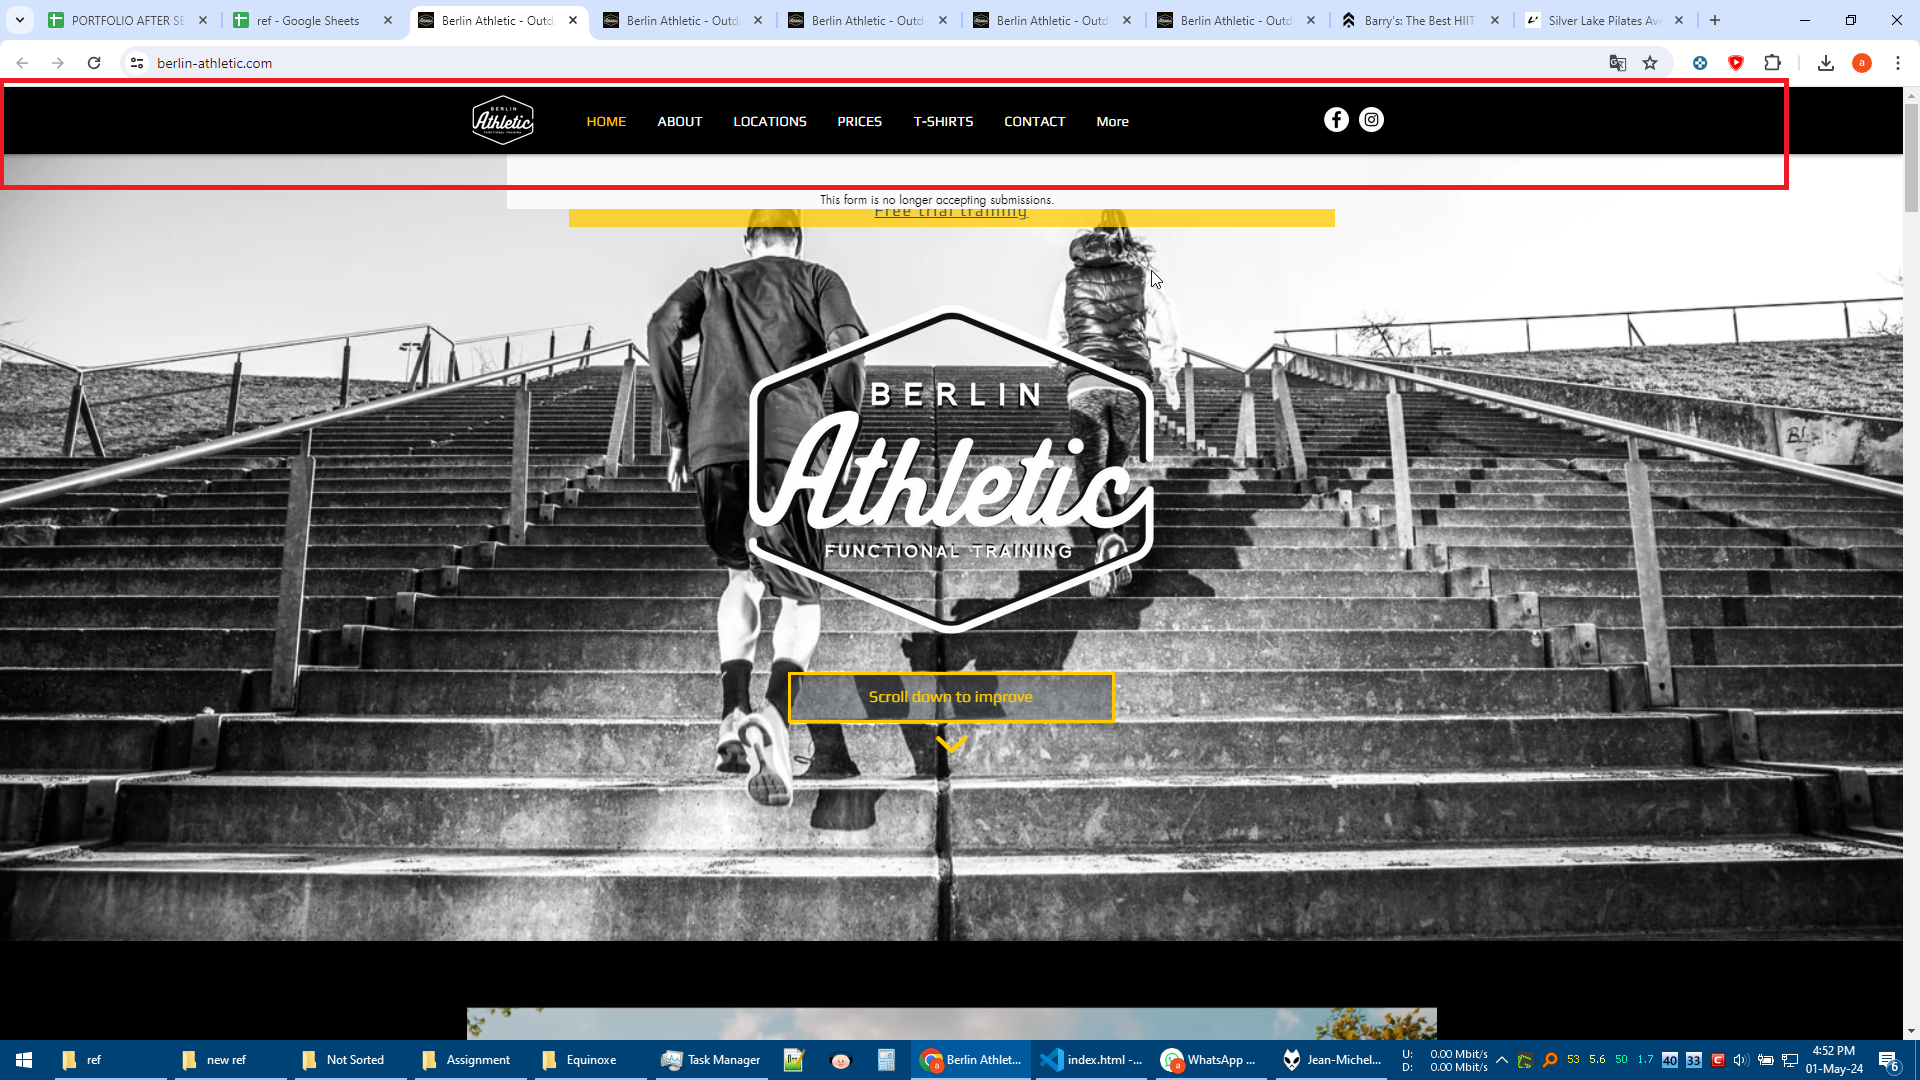 PORTFOLIO AFTER SE
ref - Google Sheets
Berlin Athletic - Outd
Berlin Athletic - Outd
Berlin Athletic - Outd
Berlin Athletic - Outd
Berlin Athletic - Outd
Barry's: The Best HIIT
Silver Lake Pilates Ave
berlin-athletic.com
a
BERLIN
Athletic
FUNCTIONAL TRAINING
HOME ABOUT LOCATIONS PRICES T-SHIRTS CONTACT More
This form is no longer accepting submissions.
Free trial training
BERLIN
Athletic
FUNCTIONAL TRAINING
Scroll down to improve
ref
new ref
Not Sorted
Assignment
Equinoxe
Task Manager
Berlin Athlet...
index.html -...
WhatsApp ...
Jean-Michel...
U: 0.00 Mbit/s
D: 0.00 Mbit/s
53 5.6 50 1.7 40 33
4:52 PM
01-May-24
6